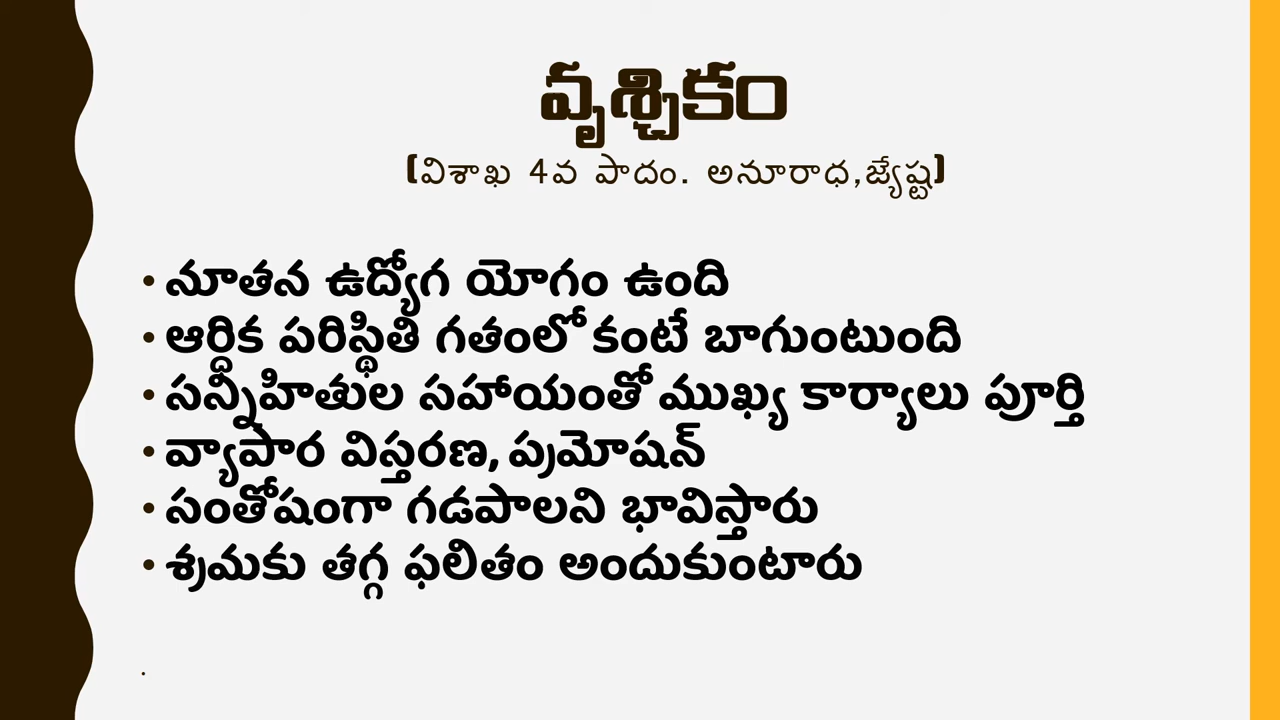 వృశ్చికం
(విశాఖ 4వ పాదం. అనూరాధ,జ్యేష్ట)
• నూతన ఉద్యోగ యోగం ఉంది
• ఆర్ధిక పరిస్థితి గతంలో కంటే బాగుంటుంది
• సన్నిహితుల సహాయంతో ముఖ్య కార్యాలు పూర్తి
• వ్యాపార విస్తరణ, ప్రమోషన్
• సంతోషంగా గడపాలని భావిస్తారు
• శ్రమకు తగ్గ ఫలితం అందుకుంటారు
.